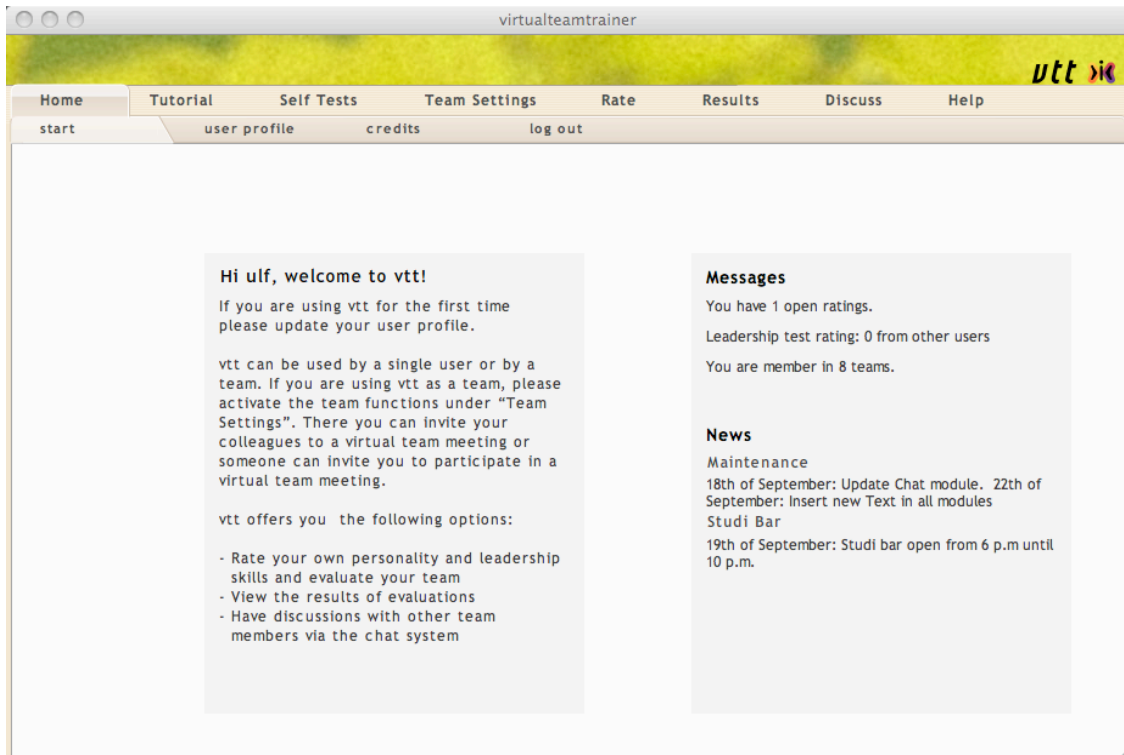 virtualteamtrainer
vtt
Home Tutorial Self Tests Team Settings Rate Results Discuss Help
start user profile credits log out
Hi ulf, welcome to vtt!
If you are using vtt for the first time
please update your user profile.
vtt can be used by a single user or by a
team. If you are using vtt as a team, please
activate the team functions under “Team
Settings”. There you can invite your
colleagues to a virtual team meeting or
someone can invite you to participate in a
virtual team meeting.
vtt offers you  the following options:
- Rate your own personality and leadership
skills and evaluate your team
- View the results of evaluations
- Have discussions with other team
members via the chat system
Messages
You have 1 open ratings.
Leadership test rating: 0 from other users
You are member in 8 teams.
News
Maintenance
18th of September: Update Chat module.  22th of
September: Insert new Text in all modules
Studi Bar
19th of September: Studi bar open from 6 p.m until
10 p.m.